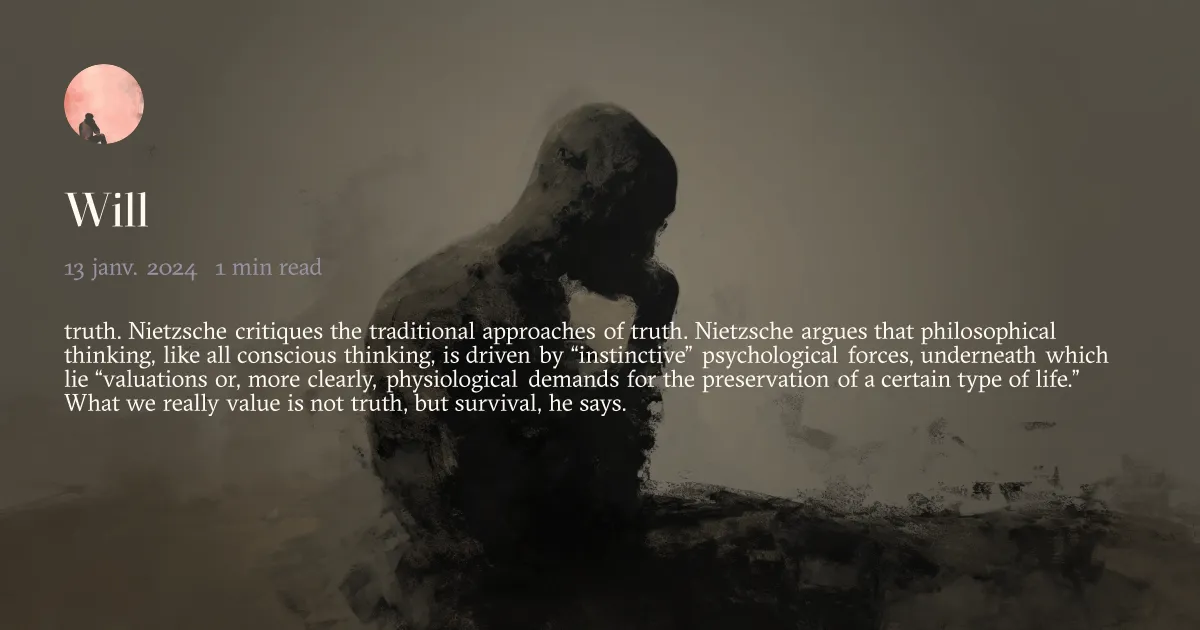 Will
13 janv. 2024 1 min read
truth. Nietzsche critiques the traditional approaches of truth. Nietzsche argues that philosophical
thinking, like all conscious thinking, is driven by “instinctive” psychological forces, underneath which
lie “valuations or, more clearly, physiological demands for the preservation of a certain type of life.”
What we really value is not truth, but survival, he says.